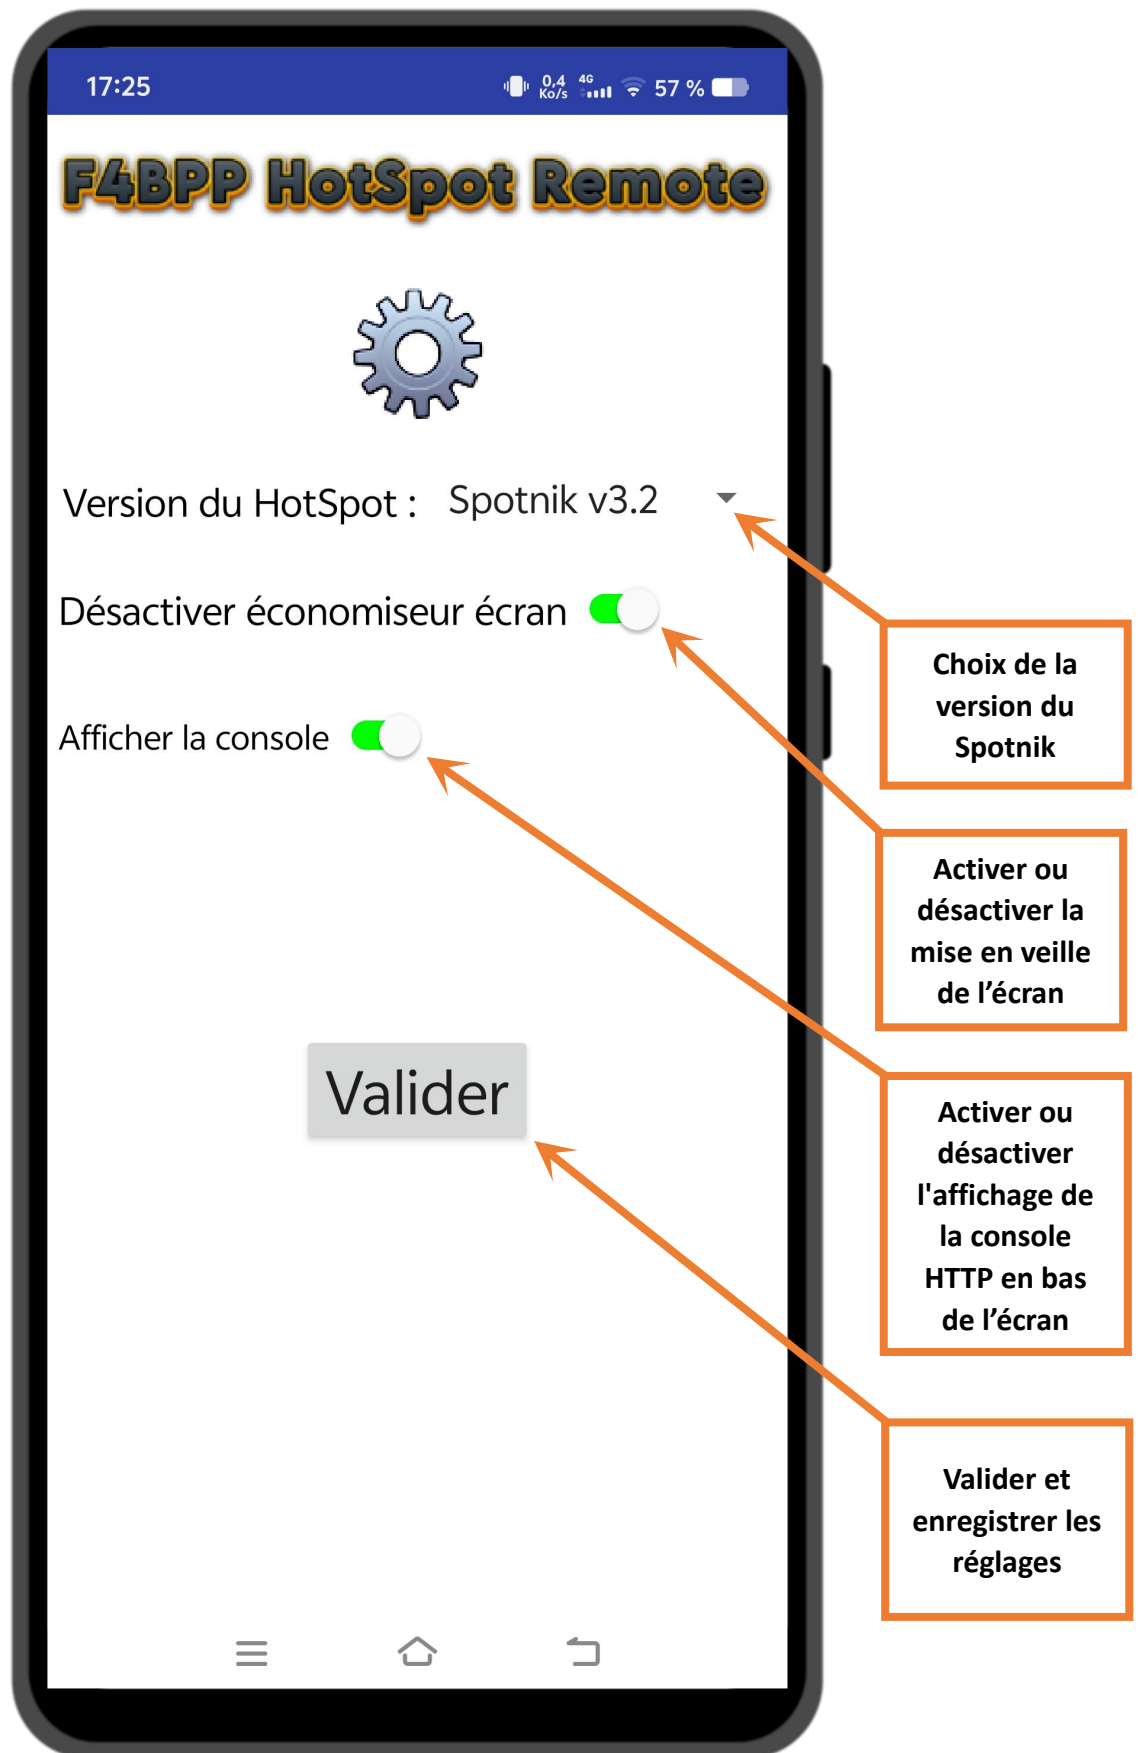 17:25
0,4 Ko/s 4G 57 %
F4BPP HotSpot Remote
Version du HotSpot : Spotnik v3.2
Désactiver économiseur écran
Afficher la console
Valider
Choix de la
version du
Spotnik
Activer ou
désactiver la
mise en veille
de l’écran
Activer ou
désactiver
l'affichage de
la console
HTTP en bas
de l’écran
Valider et
enregistrer les
réglages